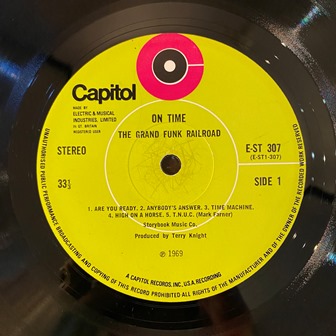 Capitol
MADE BY
ELECTRIC & MUSICAL
INDUSTRIES, LIMITED
IN GT. BRITAIN
REGISTERED USER
ON TIME
THE GRAND FUNK RAILROAD
STEREO
E-ST 307
(E-ST1-307)
33⅓
SIDE 1
1. ARE YOU READY. 2. ANYBODY'S ANSWER. 3. TIME MACHINE.
4. HIGH ON A HORSE. 5. T.N.U.C. (Mark Farner)
Storybook Music Co.
Produced by Terry Knight
℗ 1969
A CAPITOL RECORDS, INC., U.S.A. RECORDING
UNAUTHORISED PUBLIC PERFORMANCE BROADCASTING AND COPYING OF THIS RECORD PROHIBITED ALL RIGHTS OF THE MANUFACTURER AND OF THE OWNER OF THE RECORDED WORK RESERVED